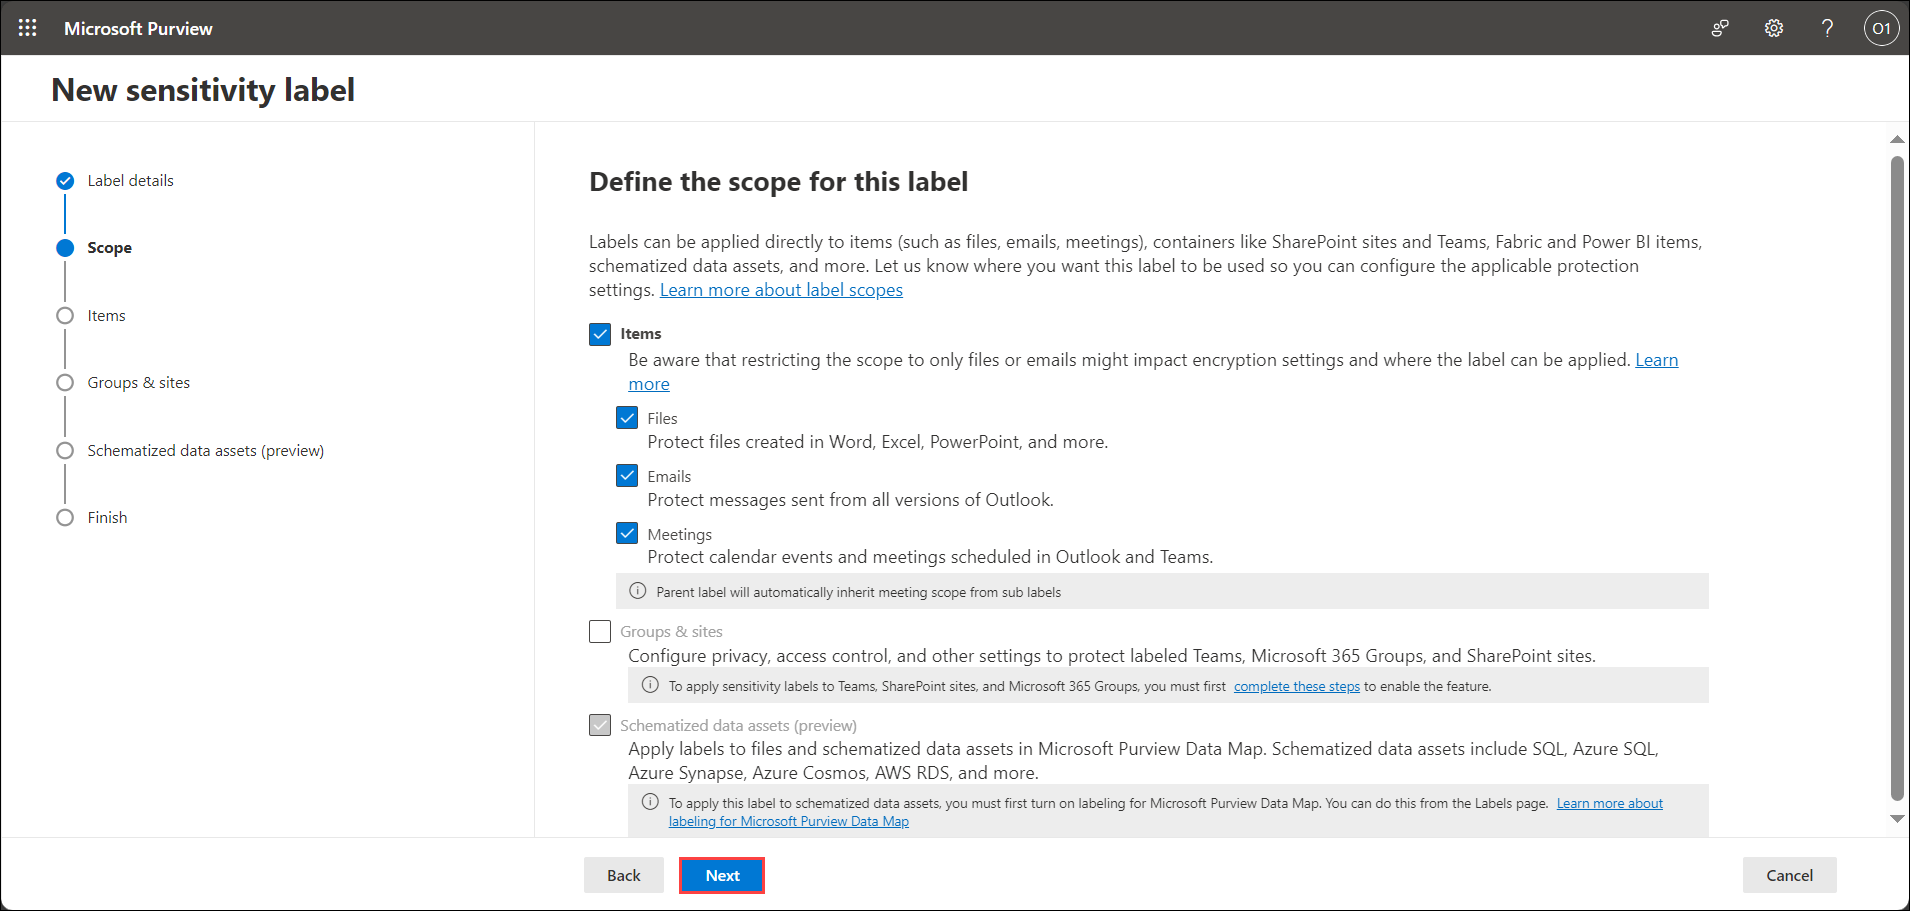 Microsoft Purview
?
O1
New sensitivity label
Label details
Scope
Items
Groups & sites
Schematized data assets (preview)
Finish
Define the scope for this label
Labels can be applied directly to items (such as files, emails, meetings), containers like SharePoint sites and Teams, Fabric and Power BI items,
schematized data assets, and more. Let us know where you want this label to be used so you can configure the applicable protection
settings. Learn more about label scopes
Items
Be aware that restricting the scope to only files or emails might impact encryption settings and where the label can be applied. Learn
more
Files
Protect files created in Word, Excel, PowerPoint, and more.
Emails
Protect messages sent from all versions of Outlook.
Meetings
Protect calendar events and meetings scheduled in Outlook and Teams.
Parent label will automatically inherit meeting scope from sub labels
Groups & sites
Configure privacy, access control, and other settings to protect labeled Teams, Microsoft 365 Groups, and SharePoint sites.
To apply sensitivity labels to Teams, SharePoint sites, and Microsoft 365 Groups, you must first complete these steps to enable the feature.
Schematized data assets (preview)
Apply labels to files and schematized data assets in Microsoft Purview Data Map. Schematized data assets include SQL, Azure SQL,
Azure Synapse, Azure Cosmos, AWS RDS, and more.
To apply this label to schematized data assets, you must first turn on labeling for Microsoft Purview Data Map. You can do this from the Labels page. Learn more about
labeling for Microsoft Purview Data Map
Back
Next
Cancel